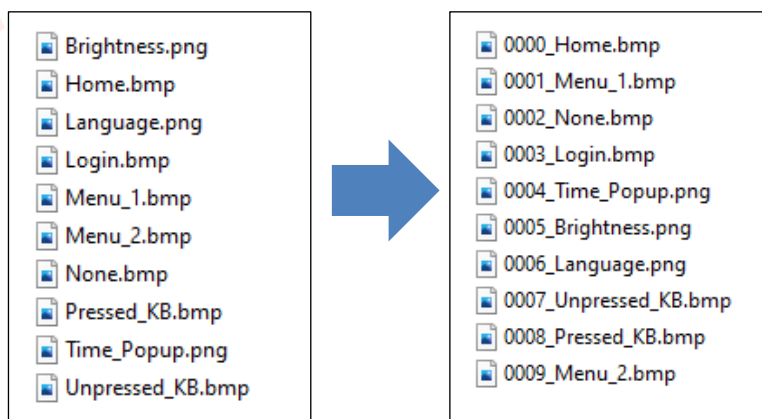 Brightness.png
Home.bmp
Language.png
Login.bmp
Menu_1.bmp
Menu_2.bmp
None.bmp
Pressed_KB.bmp
Time_Popup.png
Unpressed_KB.bmp
0000_Home.bmp
0001_Menu_1.bmp
0002_None.bmp
0003_Login.bmp
0004_Time_Popup.png
0005_Brightness.png
0006_Language.png
0007_Unpressed_KB.bmp
0008_Pressed_KB.bmp
0009_Menu_2.bmp